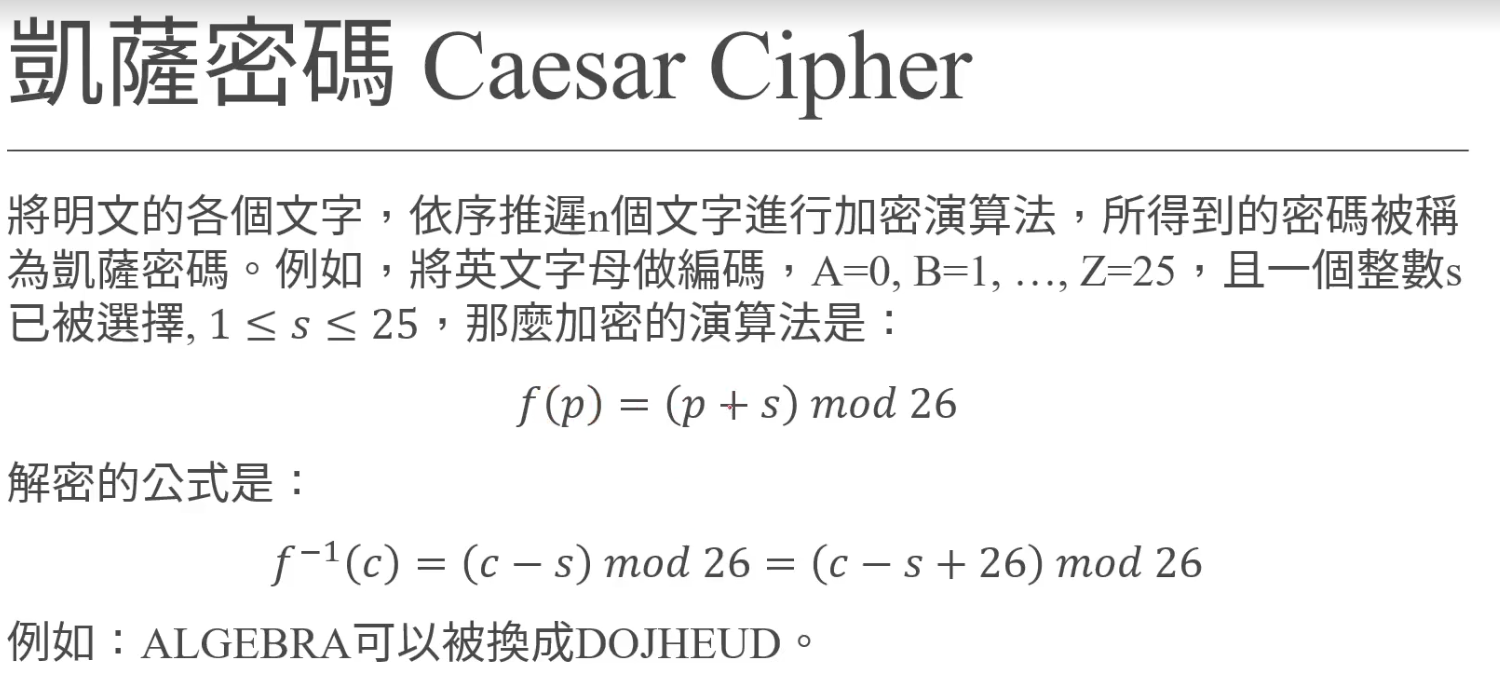 凱薩密碼 Caesar Cipher
將明文的各個文字，依序推遲n個文字進行加密演算法，所得到的密碼被稱
為凱薩密碼。例如，將英文字母做編碼，A=0, B=1, …, Z=25，且一個整數s
已被選擇, 1 ≤ s ≤ 25，那麼加密的演算法是：
f(p) = (p + s) mod 26
解密的公式是：
f⁻¹(c) = (c − s) mod 26 = (c − s + 26) mod 26
例如：ALGEBRA可以被換成DOJHEUD。